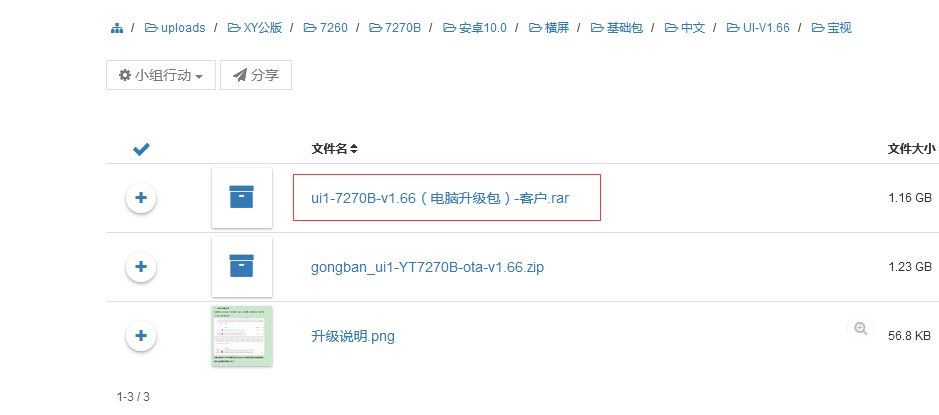 / uploads / XY公版 / 7260 / 7270B / 安卓10.0 / 横屏 / 基础包 / 中文 / UI-V1.66 / 宝视
小组行动 分享
文件名 文件大小
ui1-7270B-v1.66（电脑升级包）-客户.rar 1.16 GB
gongban_ui1-YT7270B-ota-v1.66.zip 1.23 GB
升级说明.png 56.8 KB
1-3 / 3